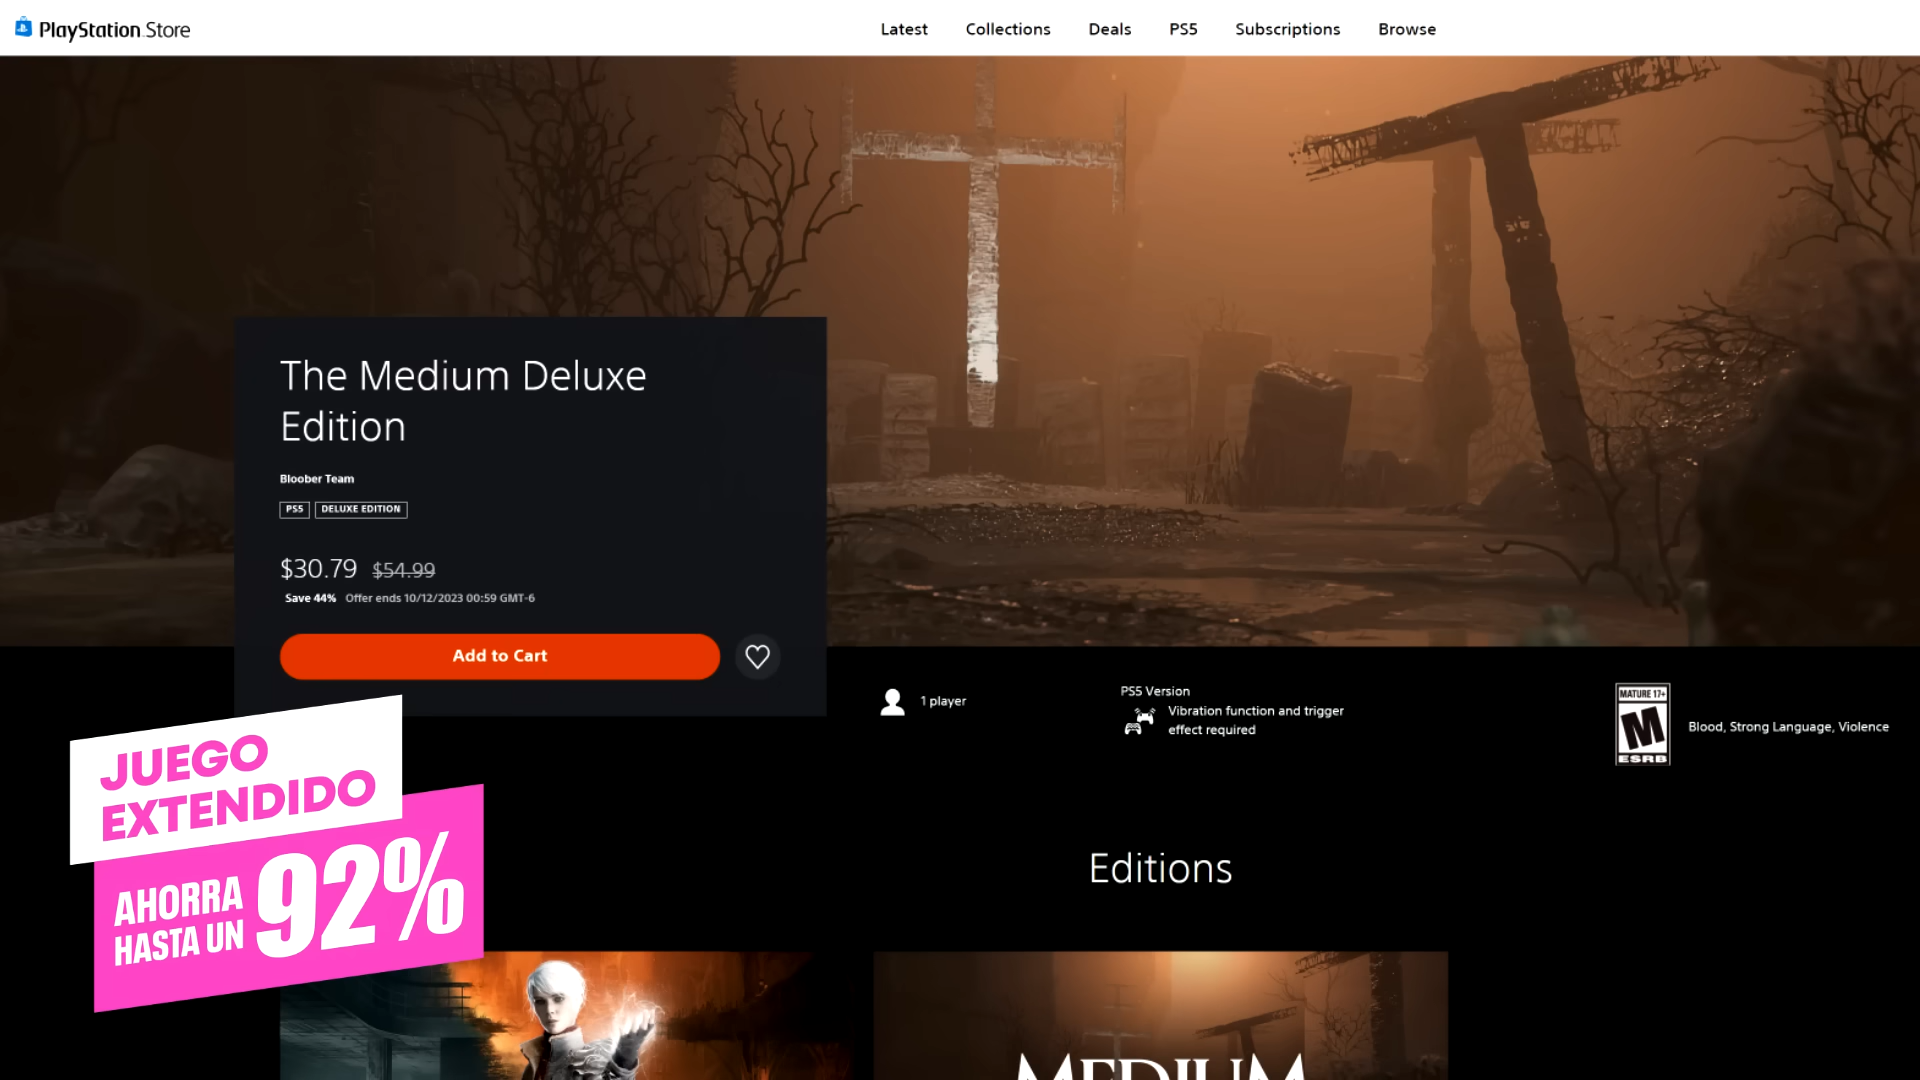 PlayStation Store
Latest
Collections
Deals
PS5
Subscriptions
Browse
The Medium Deluxe
Edition
Bloober Team
PS5
DELUXE EDITION
$30.79 $54.99
Save 44% Offer ends 10/12/2023 00:59 GMT-6
Add to Cart
1 player
PS5 Version
Vibration function and trigger
effect required
MATURE 17+
M
ESRB
Blood, Strong Language, Violence
JUEGO
EXTENDIDO
AHORRA
HASTA UN
92%
Editions
MEDIUM